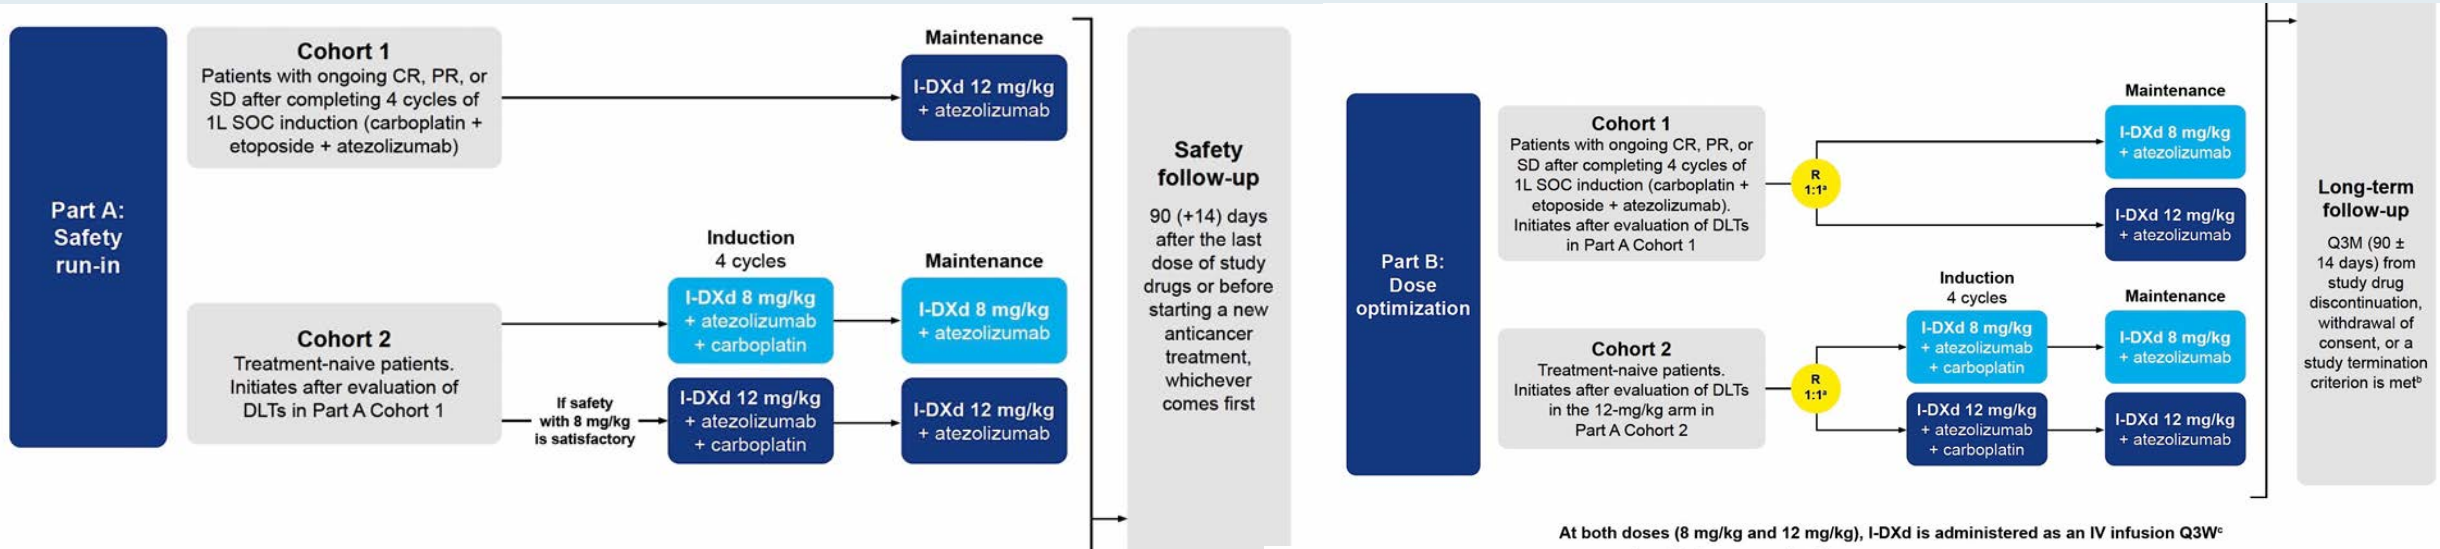 Part A:
Safety
run-in
Cohort 1
Patients with ongoing CR, PR, or
SD after completing 4 cycles of
1L SOC induction (carboplatin +
etoposide + atezolizumab)
Maintenance
I-DXd 12 mg/kg
+ atezolizumab
Cohort 2
Treatment-naive patients.
Initiates after evaluation of
DLTs in Part A Cohort 1
If safety
with 8 mg/kg
is satisfactory
Induction
4 cycles
I-DXd 8 mg/kg
+ atezolizumab
+ carboplatin
I-DXd 12 mg/kg
+ atezolizumab
+ carboplatin
Maintenance
I-DXd 8 mg/kg
+ atezolizumab
I-DXd 12 mg/kg
+ atezolizumab
Safety
follow-up
90 (+14) days
after the last
dose of study
drugs or before
starting a new
anticancer
treatment,
whichever
comes first
Part B:
Dose
optimization
Cohort 1
Patients with ongoing CR, PR, or
SD after completing 4 cycles of
1L SOC induction (carboplatin +
etoposide + atezolizumab).
Initiates after evaluation of DLTs
in Part A Cohort 1
R
1:1ª
Maintenance
I-DXd 8 mg/kg
+ atezolizumab
I-DXd 12 mg/kg
+ atezolizumab
Cohort 2
Treatment-naive patients.
Initiates after evaluation of DLTs
in the 12-mg/kg arm in
Part A Cohort 2
R
1:1ª
Induction
4 cycles
I-DXd 8 mg/kg
+ atezolizumab
+ carboplatin
I-DXd 12 mg/kg
+ atezolizumab
+ carboplatin
Maintenance
I-DXd 8 mg/kg
+ atezolizumab
I-DXd 12 mg/kg
+ atezolizumab
Long-term
follow-up
Q3M (90 ±
14 days) from
study drug
discontinuation,
withdrawal of
consent, or a
study termination
criterion is metᵇ
At both doses (8 mg/kg and 12 mg/kg), I-DXd is administered as an IV infusion Q3Wᶜ